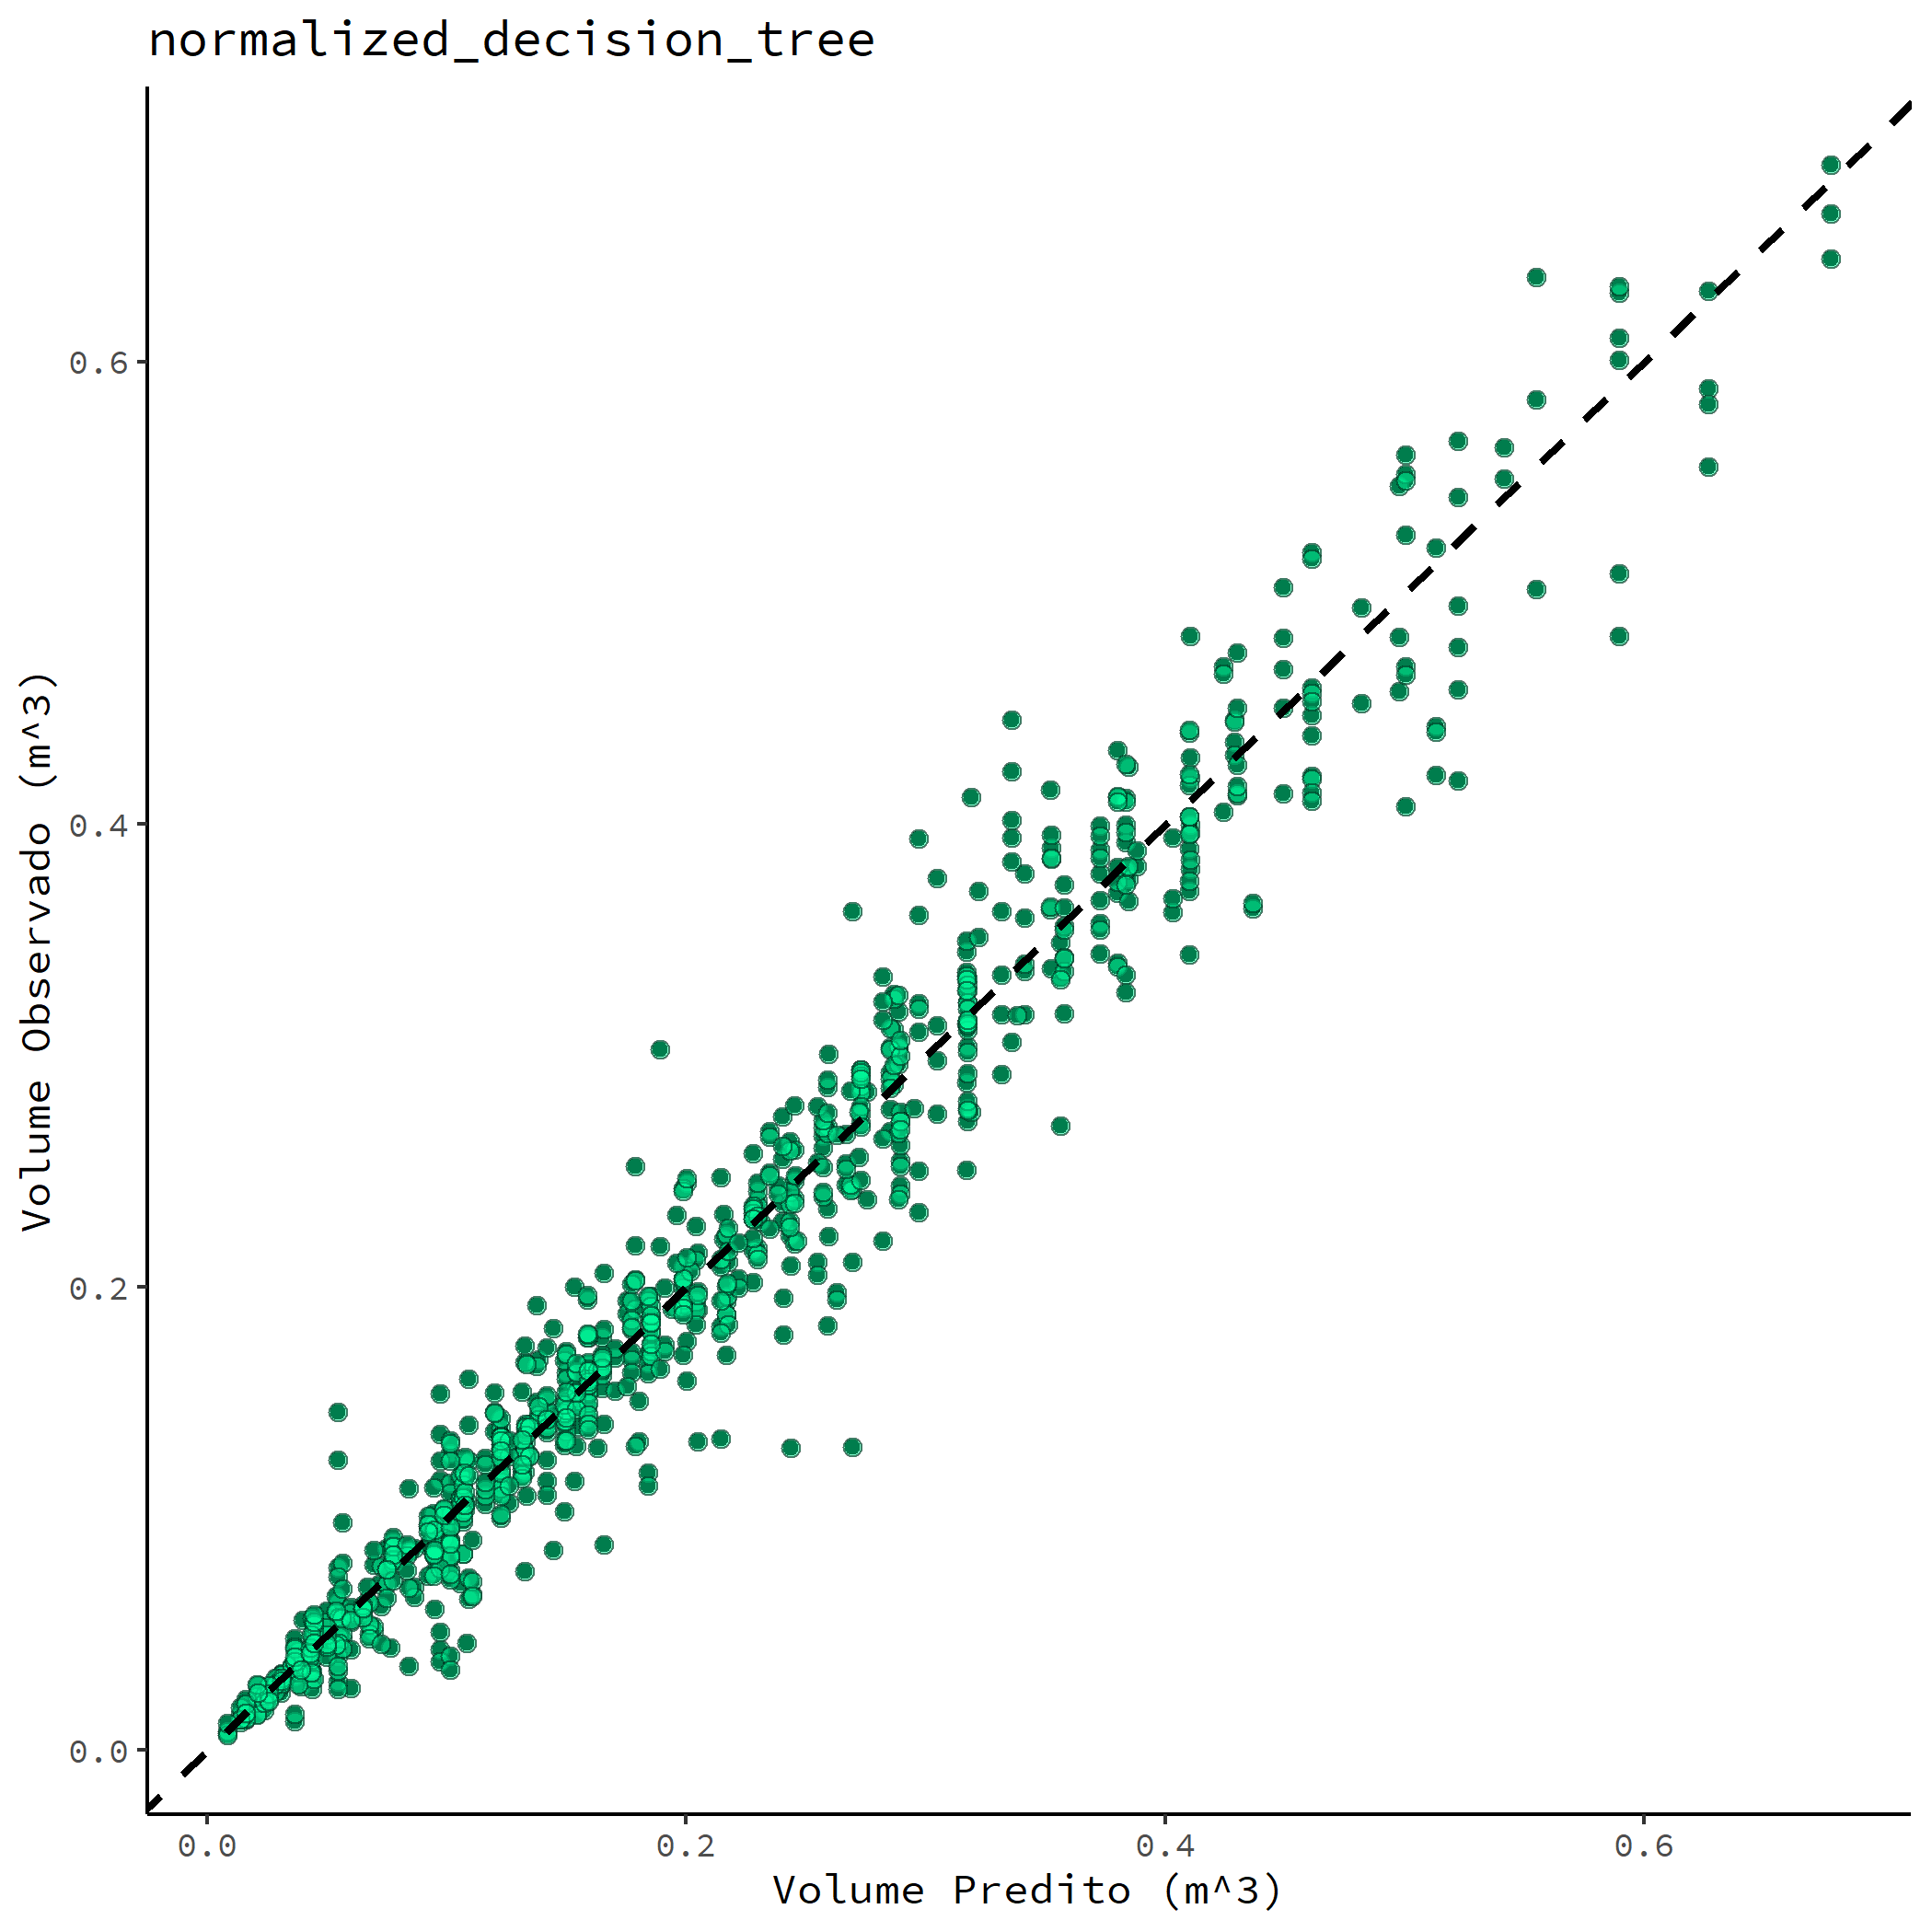 normalized_decision_tree
Volume Observado (m^3)
0.6
0.4
0.2
0.0
0.0 0.2 0.4 0.6
Volume Predito (m^3)